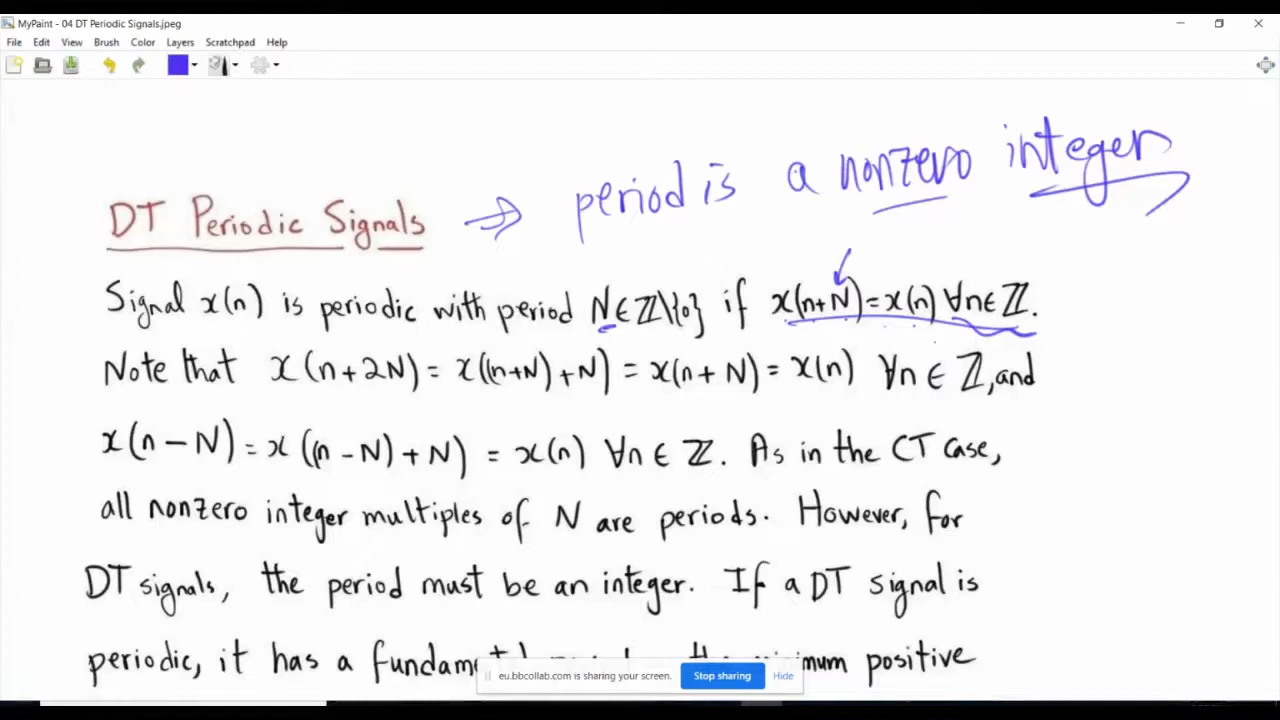 MyPaint - 04 DT Periodic Signals.jpeg
File Edit View Brush Color Layers Scratchpad Help
DT Periodic Signals ⇒ period is a nonzero integer
Signal x(n) is periodic with period N∈ℤ\{0} if x(n+N)=x(n) ∀n∈ℤ.
Note that x(n+2N) = x((n+N)+N) = x(n+N) = x(n) ∀n∈ℤ, and
x(n-N) = x((n-N)+N) = x(n) ∀n∈ℤ. As in the CT case,
all nonzero integer multiples of N are periods. However, for
DT signals, the period must be an integer. If a DT signal is
periodic, it has a positive
eu.bbcollab.com is sharing your screen. Stop sharing Hide